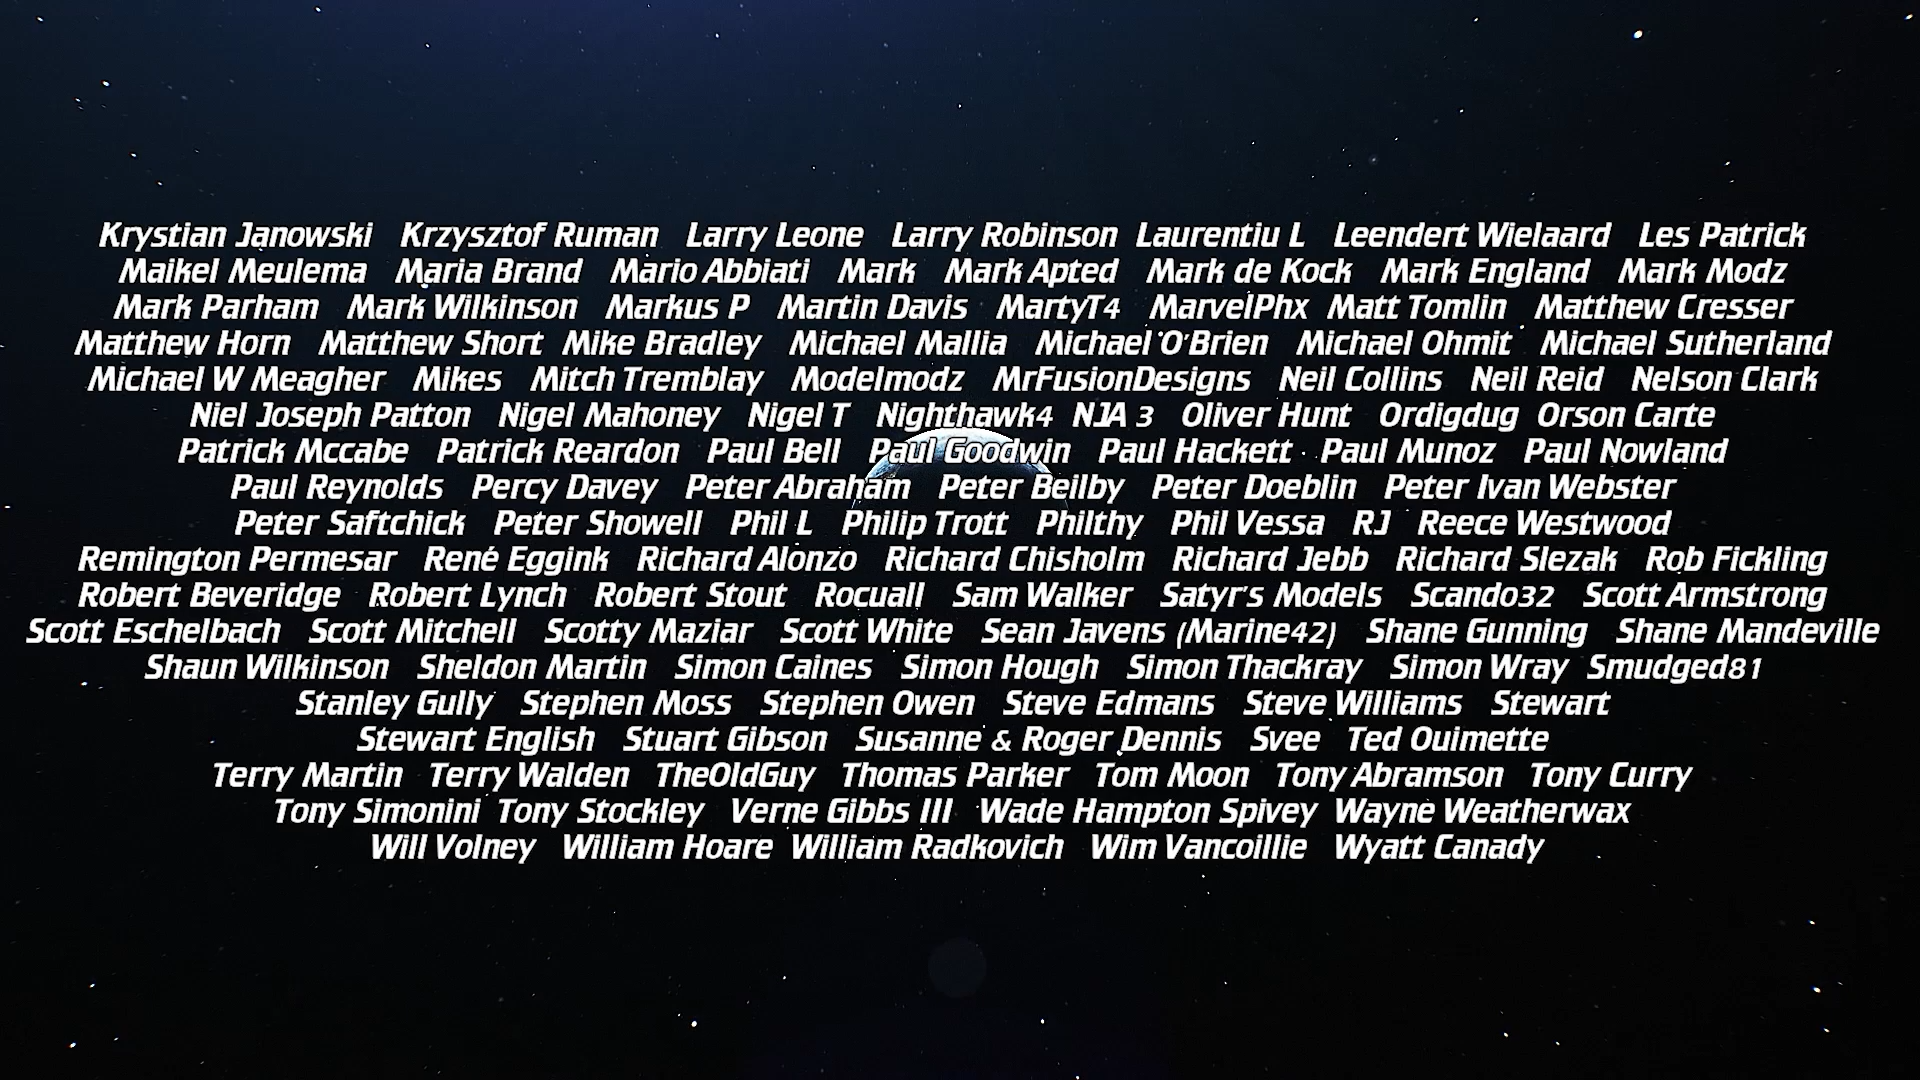 Krystian Janowski Krzysztof Ruman Larry Leone Larry Robinson Laurentiu L Leendert Wielaard Les Patrick
Maikel Meulema Maria Brand Mario Abbiati Mark Mark Apted Mark de Kock Mark England Mark Modz
Mark Parham Mark Wilkinson Markus P Martin Davis MartyT4 MarvelPhx Matt Tomlin Matthew Cresser
Matthew Horn Matthew Short Mike Bradley Michael Mallia Michael O'Brien Michael Ohmit Michael Sutherland
Michael W Meagher Mikes Mitch Tremblay Modelmodz MrFusionDesigns Neil Collins Neil Reid Nelson Clark
Niel Joseph Patton Nigel Mahoney Nigel T Nighthawk4 NJA 3 Oliver Hunt Ordigdug Orson Carte
Patrick Mccabe Patrick Reardon Paul Bell Paul Goodwin Paul Hackett Paul Munoz Paul Nowland
Paul Reynolds Percy Davey Peter Abraham Peter Beilby Peter Doeblin Peter Ivan Webster
Peter Saftchick Peter Showell Phil L Philip Trott Philthy Phil Vessa RJ Reece Westwood
Remington Permesar René Eggink Richard Alonzo Richard Chisholm Richard Jebb Richard Slezak Rob Fickling
Robert Beveridge Robert Lynch Robert Stout Rocuall Sam Walker Satyr's Models Scando32 Scott Armstrong
Scott Eschelbach Scott Mitchell Scotty Maziar Scott White Sean Javens (Marine42) Shane Gunning Shane Mandeville
Shaun Wilkinson Sheldon Martin Simon Caines Simon Hough Simon Thackray Simon Wray Smudged81
Stanley Gully Stephen Moss Stephen Owen Steve Edmans Steve Williams Stewart
Stewart English Stuart Gibson Susanne & Roger Dennis Svee Ted Ouimette
Terry Martin Terry Walden TheOldGuy Thomas Parker Tom Moon Tony Abramson Tony Curry
Tony Simonini Tony Stockley Verne Gibbs III Wade Hampton Spivey Wayne Weatherwax
Will Volney William Hoare William Radkovich Wim Vancoillie Wyatt Canady